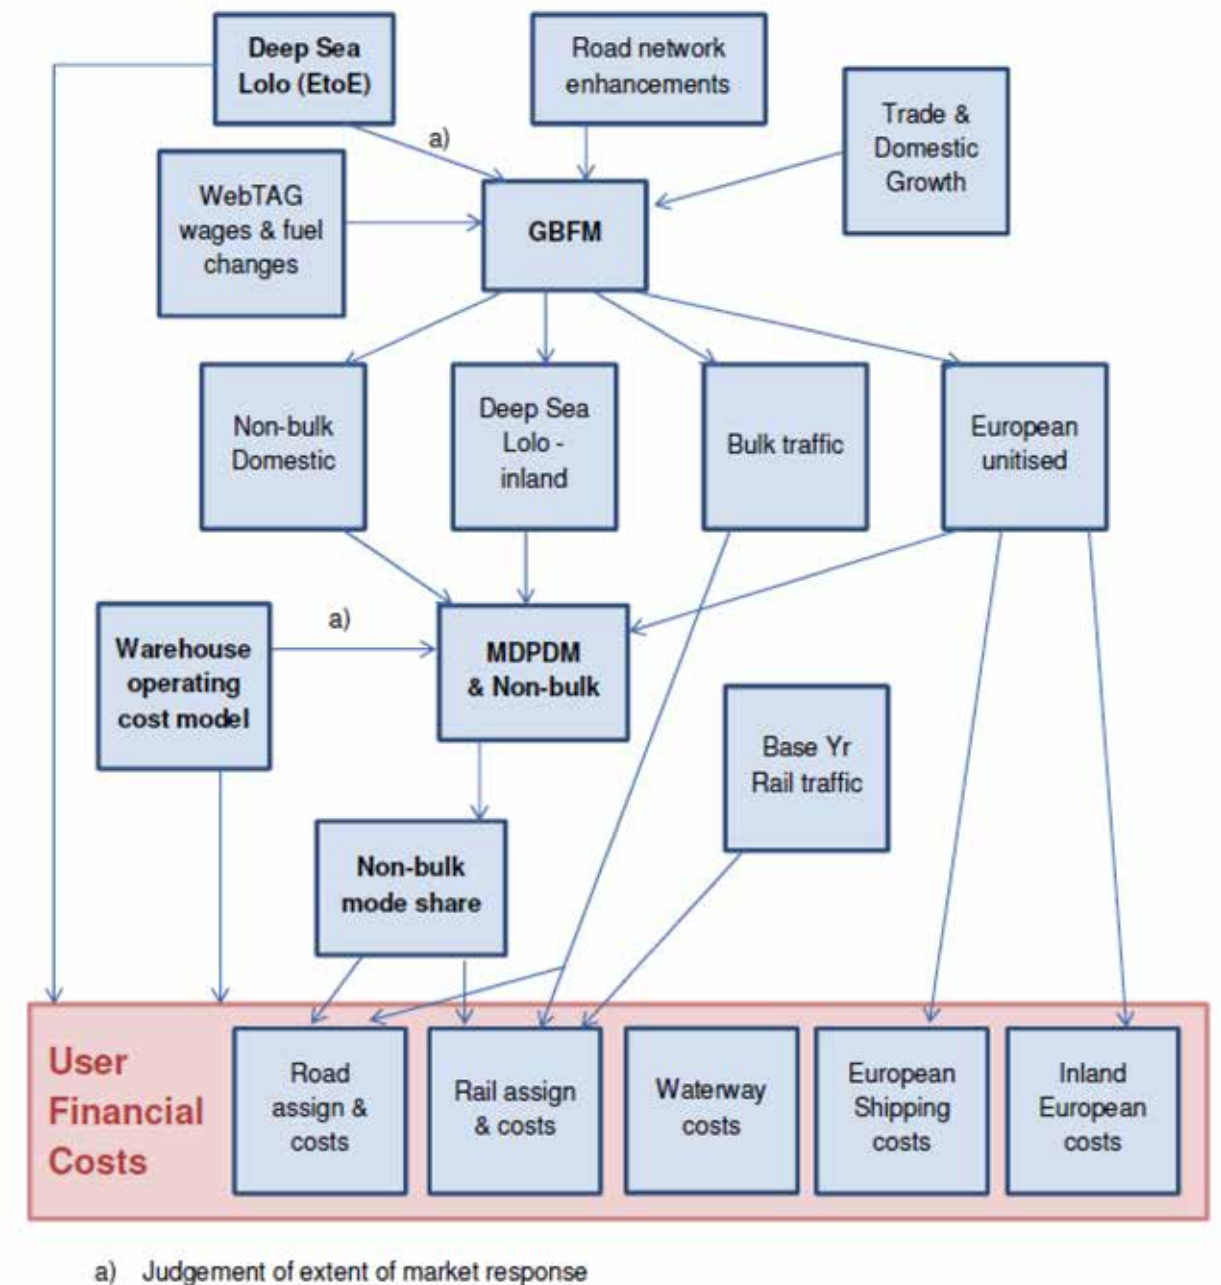 Deep Sea
Lolo (EtoE)
Road network
enhancements
Trade &
Domestic
Growth
a)
WebTAG
wages & fuel
changes
GBFM
Non-bulk
Domestic
Deep Sea
Lolo -
inland
Bulk traffic
European
unitised
Warehouse
operating
cost model
a)
MDPDM
& Non-bulk
Base Yr
Rail traffic
Non-bulk
mode share
User
Financial
Costs
Road
assign &
costs
Rail assign
& costs
Waterway
costs
European
Shipping
costs
Inland
European
costs
a) Judgement of extent of market response